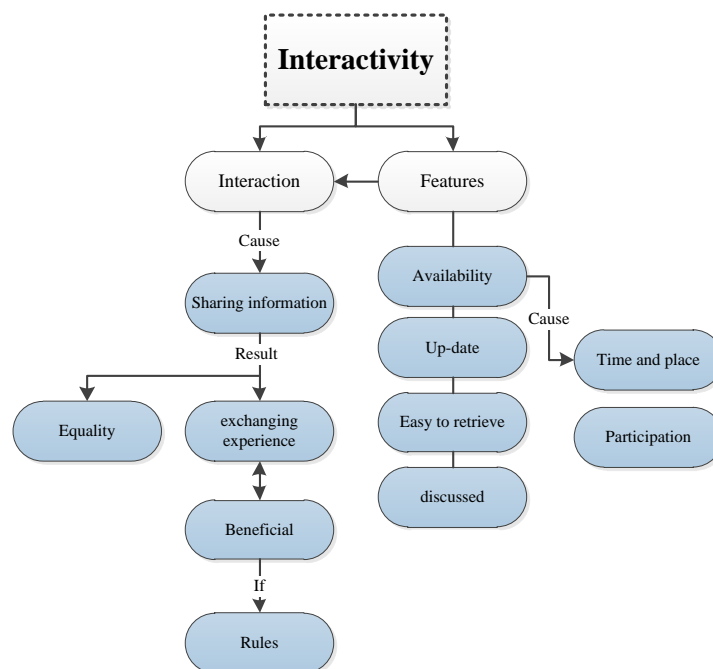 Interactivity
Interaction
Features
Cause
Availability
Sharing information
Cause
Up-date
Result
Time and place
Equality
exchanging
experience
Easy to retrieve
Participation
discussed
Beneficial
If
Rules